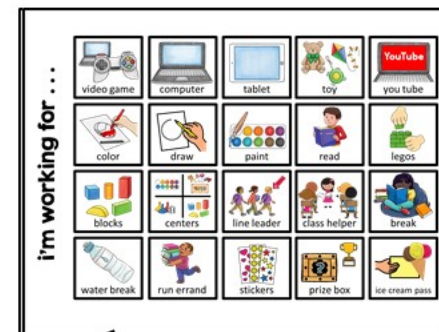 i'm working for . . .
video game computer tablet toy you tube
YouTube
color draw paint read legos
blocks centers line leader class helper break
water break run errand stickers prize box ice cream pass